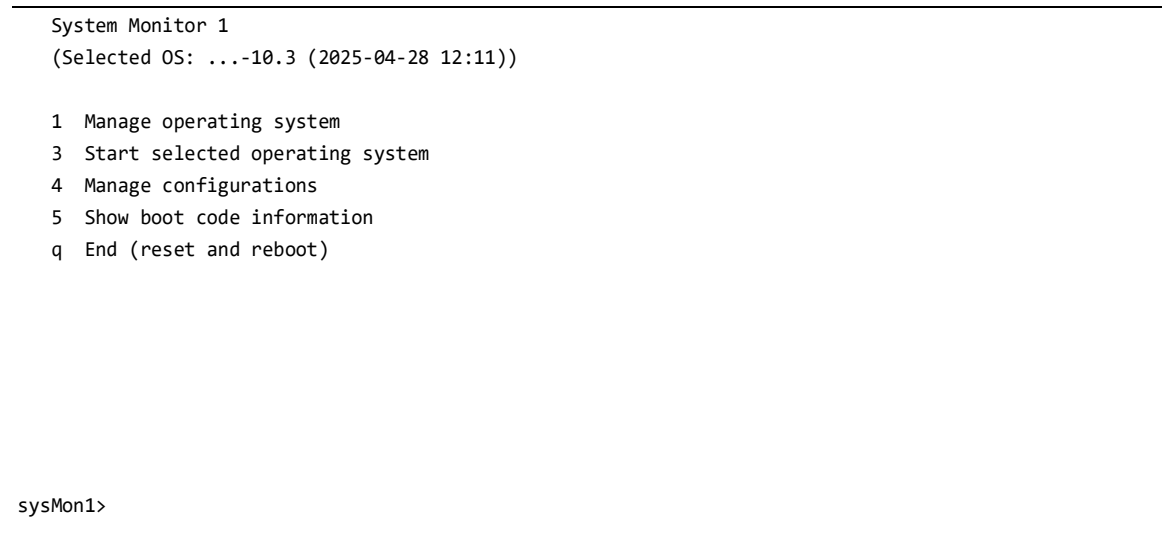 System Monitor 1
(Selected OS: ...-10.3 (2025-04-28 12:11))
1 Manage operating system
3 Start selected operating system
4 Manage configurations
5 Show boot code information
q End (reset and reboot)
sysMon1>